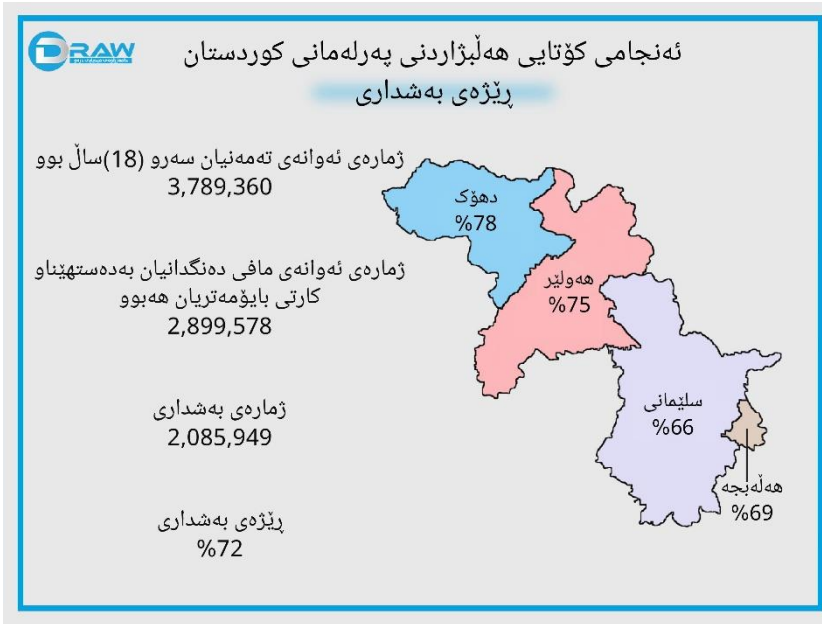 DRAW
ئەنجامی کۆتایی هەڵبژاردنی پەرلەمانی کوردستان
ڕێژەی بەشداری
ژمارەی ئەوانەی تەمەنیان سەرو (18)ساڵ بوو
3,789,360
ژمارەی ئەوانەی مافی دەنگدانیان بەدەستهێناو
کارتی بایۆمەتریان هەبوو
2,899,578
ژمارەی بەشداری
2,085,949
ڕێژەی بەشداری
%72
دهۆک
%78
هەولێر
%75
سلێمانی
%66
هەڵەبجە
%69